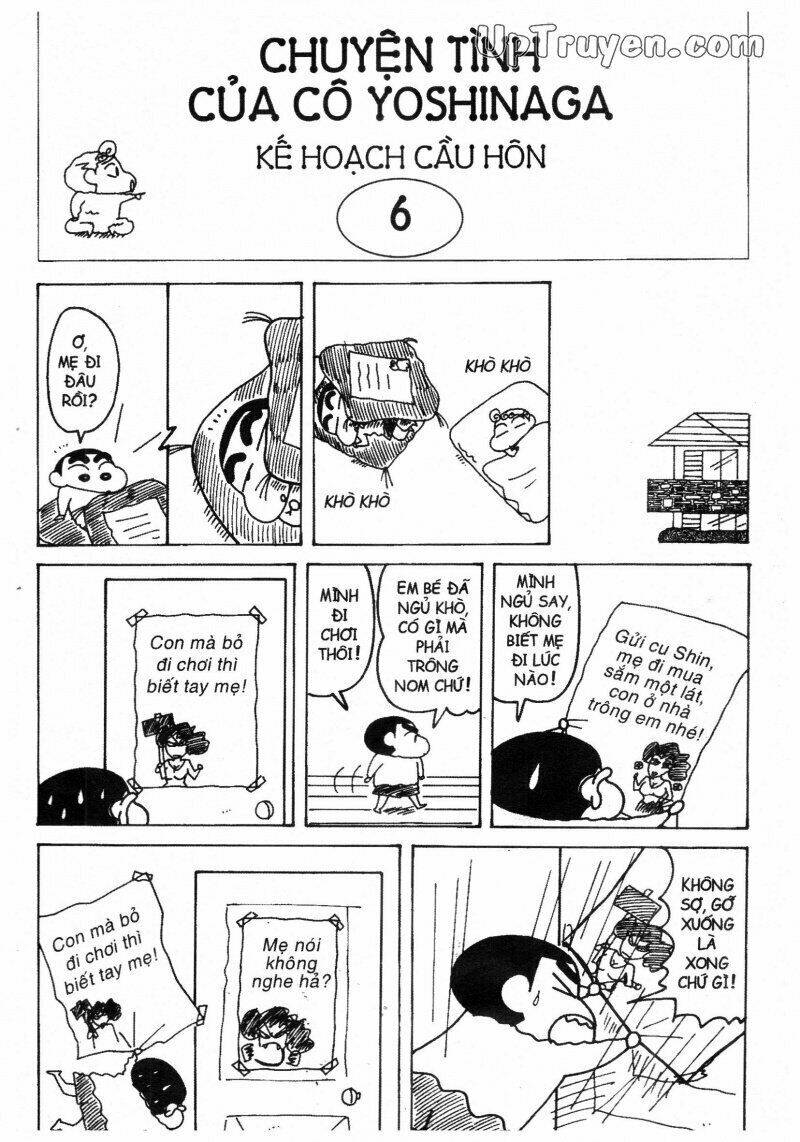 UpTruyen.com
CHUYỆN TÌNH
CỦA CÔ YOSHINAGA
KẾ HOẠCH CẦU HÔN
6
KHÒ KHÒ
KHÒ KHÒ
Ơ,
MẸ ĐI
ĐÂU
RỒI?
Gửi cu Shin,
mẹ đi mua
sắm một lát,
con ở nhà
trông em nhé!
MÌNH
NGỦ SAY,
KHÔNG
BIẾT MẸ
ĐI LÚC
NÀO!
EM BÉ ĐÃ
NGỦ KHÒ,
CÓ GÌ MÀ
PHẢI
TRÔNG
NOM CHỨ!
MÌNH
ĐI
CHƠI
THÔI!
Con mà bỏ
đi chơi thì
biết tay mẹ!
KHÔNG
SỢ, GỠ
XUỐNG
LÀ
XONG
CHỨ GÌ!
Mẹ nói
không
nghe hả?
Con mà bỏ
đi chơi thì
biết tay mẹ!